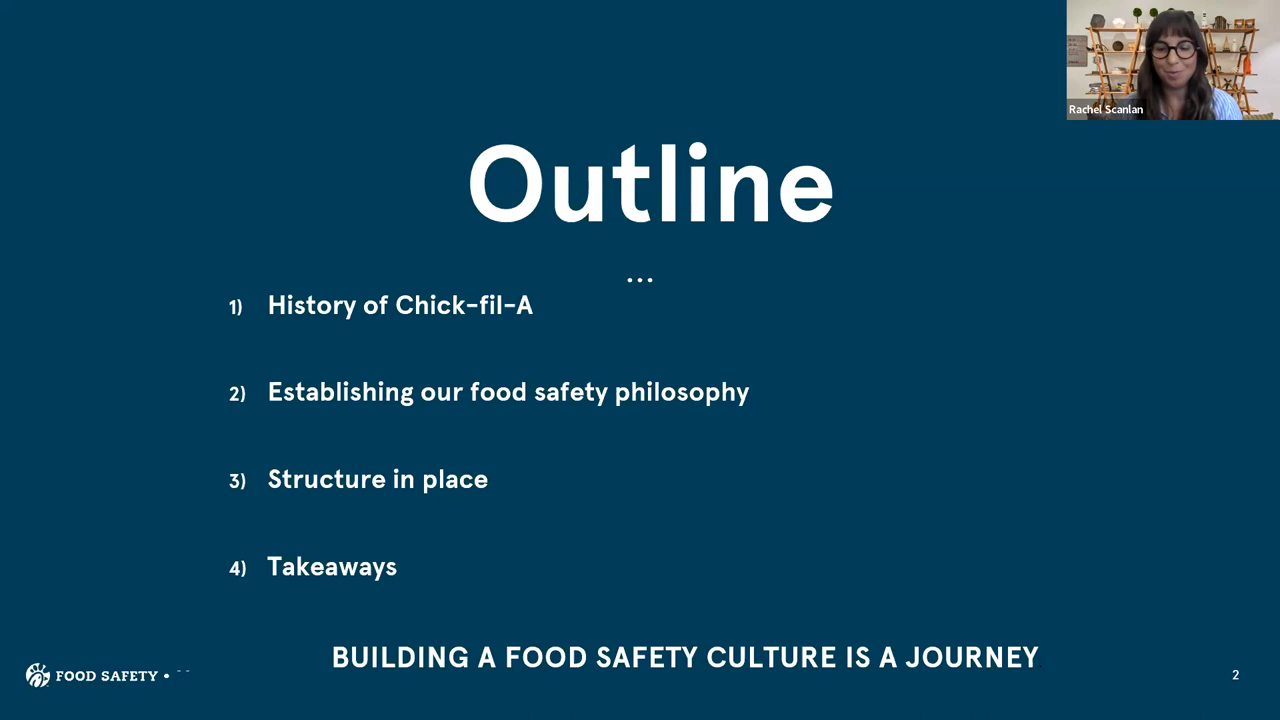 Rachel Scanlan
Outline
...
1) History of Chick-fil-A
2) Establishing our food safety philosophy
3) Structure in place
4) Takeaways
BUILDING A FOOD SAFETY CULTURE IS A JOURNEY
FOOD SAFETY •
2